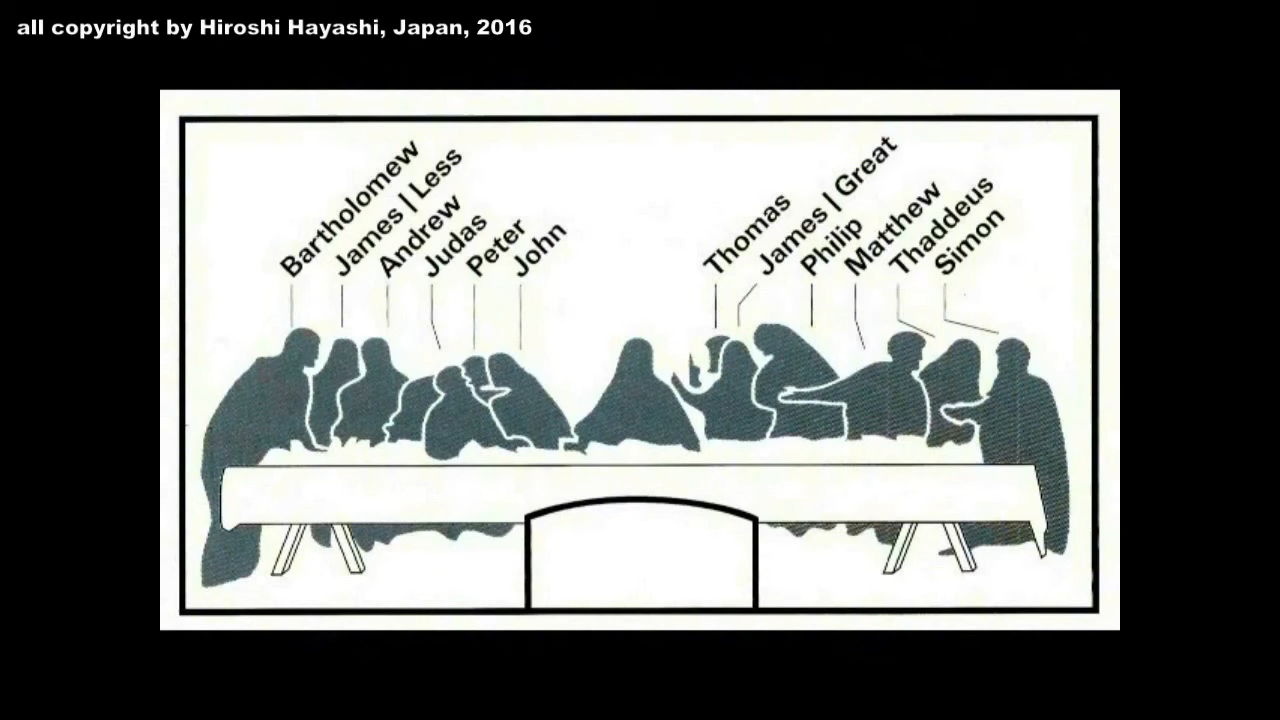 all copyright by Hiroshi Hayashi, Japan, 2016
Bartholomew
James | Less
Andrew
Judas
Peter
John
Thomas
James | Great
Philip
Matthew
Thaddeus
Simon